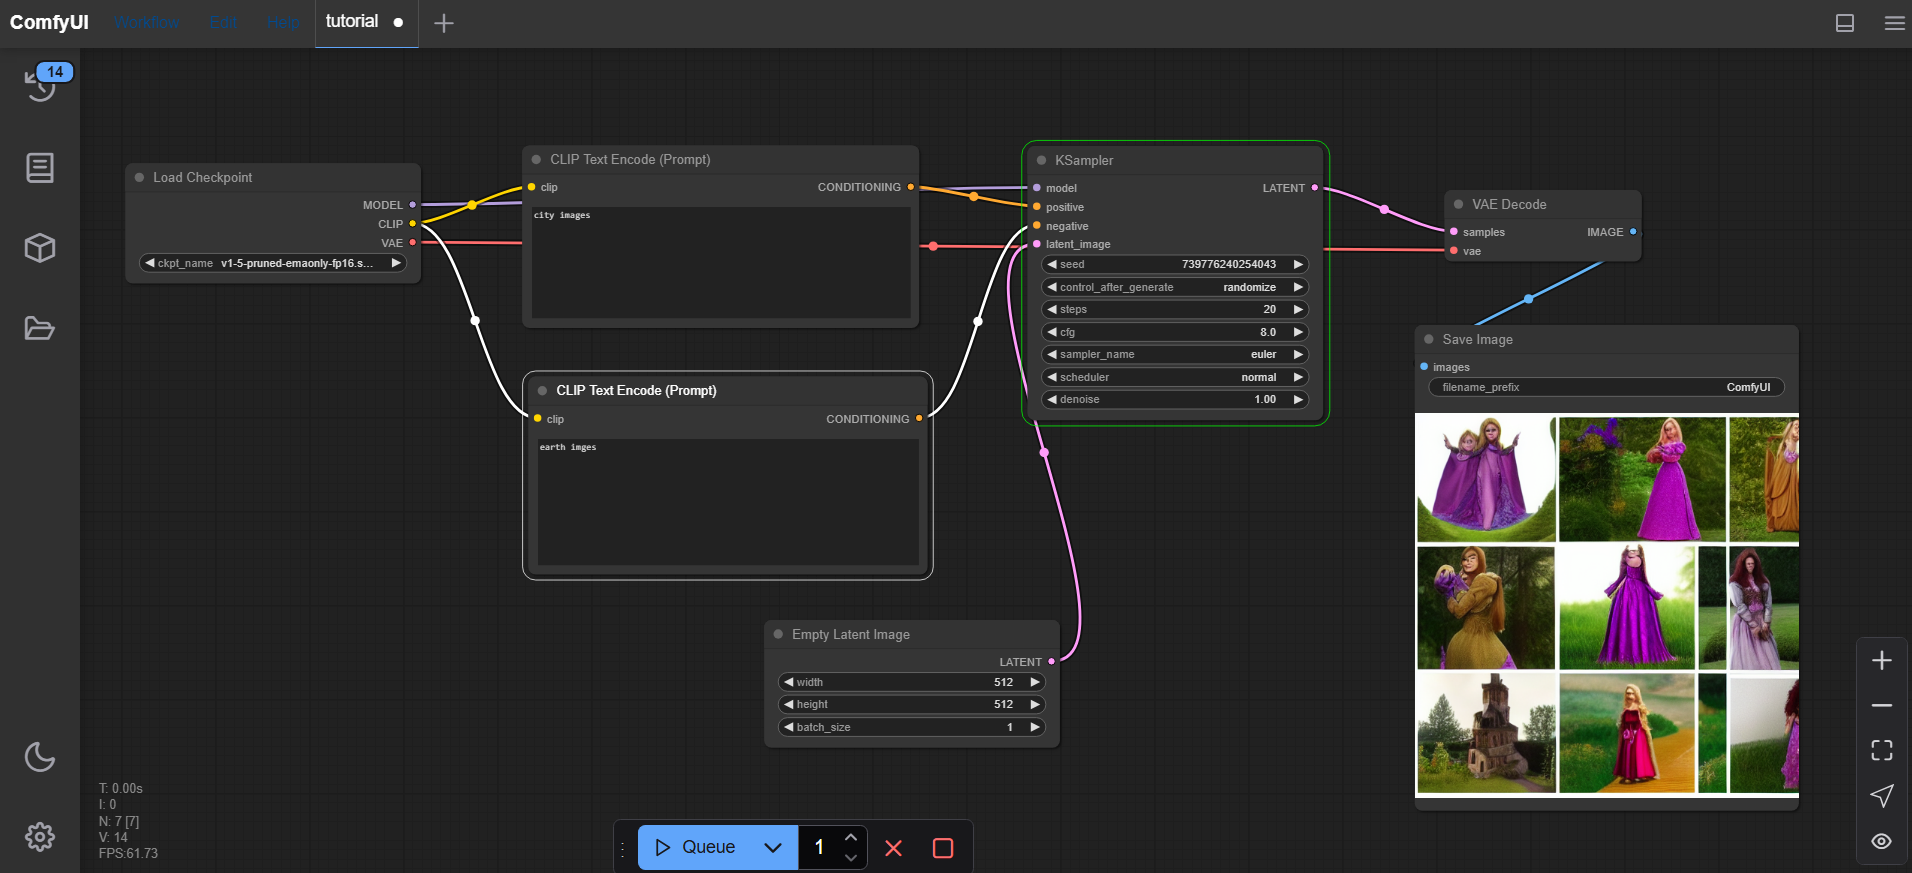 ComfyUI Workflow Edit Help tutorial
14
Load Checkpoint
MODEL
CLIP
VAE
ckpt_name v1-5-pruned-emaonly-fp16.s...
CLIP Text Encode (Prompt)
clip CONDITIONING
city images
CLIP Text Encode (Prompt)
clip CONDITIONING
earth imges
KSampler
model LATENT
positive
negative
latent_image
seed 739776240254043
control_after_generate randomize
steps 20
cfg 8.0
sampler_name euler
scheduler normal
denoise 1.00
Empty Latent Image
LATENT
width 512
height 512
batch_size 1
VAE Decode
samples IMAGE
vae
Save Image
images
filename_prefix ComfyUI
T: 0.00s
I: 0
N: 7 [7]
V: 14
FPS:61.73
Queue 1